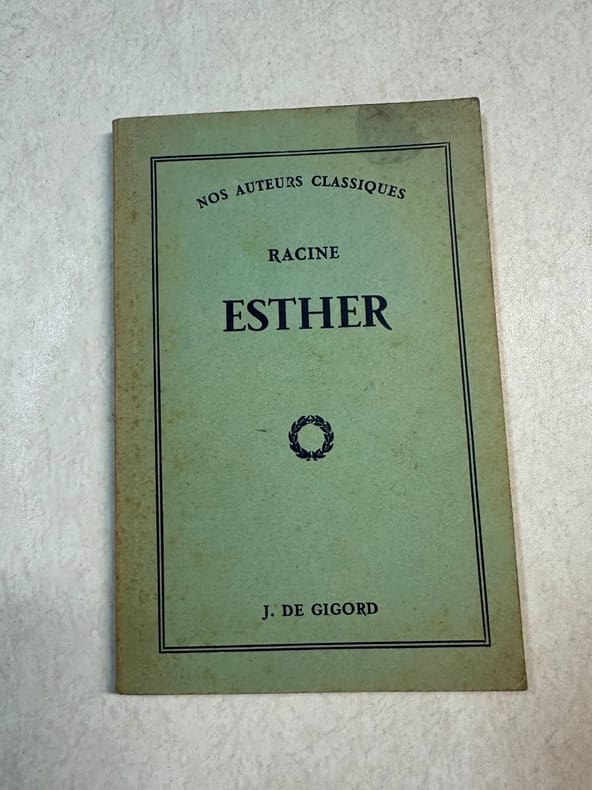 NOS AUTEURS CLASSIQUES
RACINE
ESTHER
J. DE GIGORD